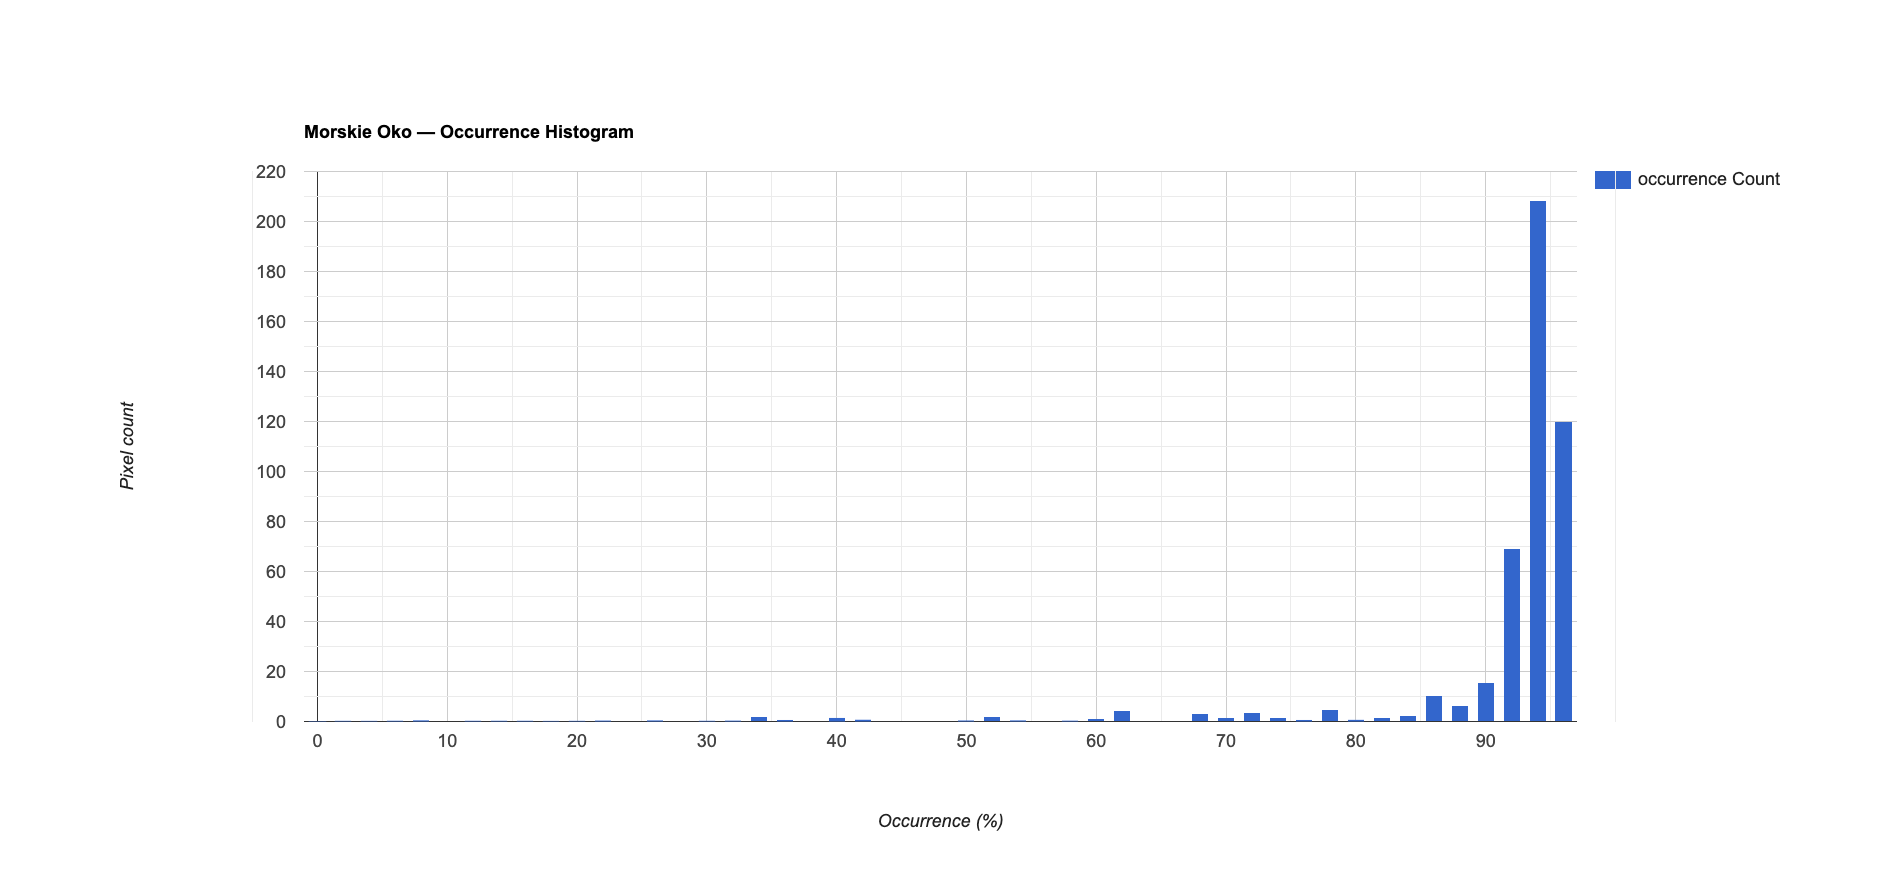 Morskie Oko — Occurrence Histogram
occurrence Count
220
200
180
160
140
120
100
80
60
40
20
0
Pixel count
0 10 20 30 40 50 60 70 80 90
Occurrence (%)